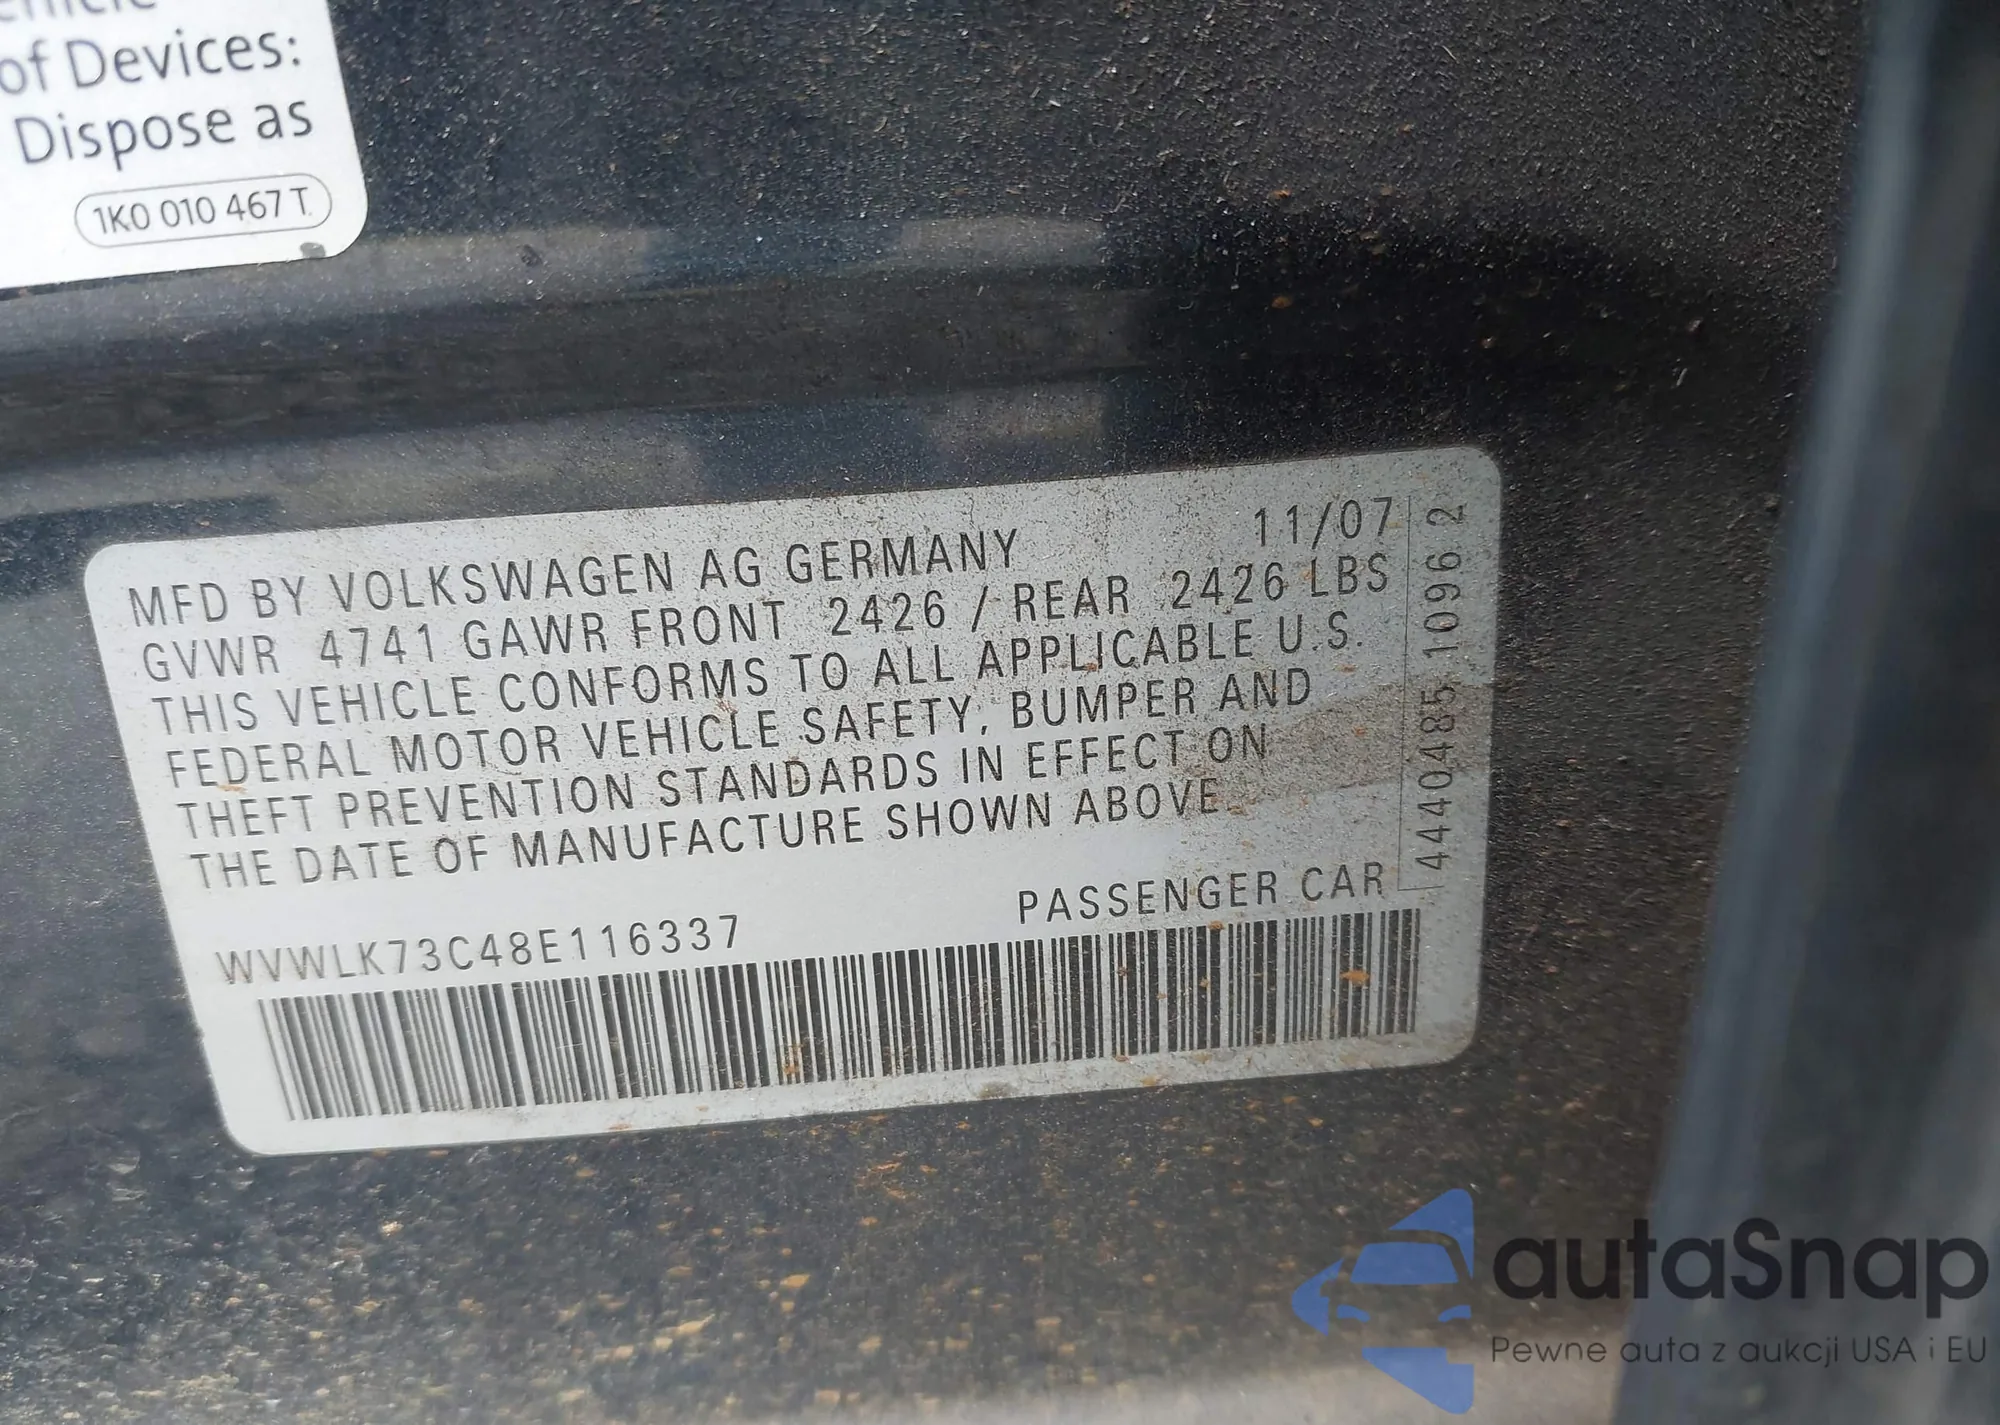 of Devices:
Dispose as
1K0 010 467 T
MFD BY VOLKSWAGEN AG GERMANY 11/07
GVWR 4741 GAWR FRONT 2426 / REAR 2426 LBS
THIS VEHICLE CONFORMS TO ALL APPLICABLE U.S.
FEDERAL MOTOR VEHICLE SAFETY, BUMPER AND
THEFT PREVENTION STANDARDS IN EFFECT ON
THE DATE OF MANUFACTURE SHOWN ABOVE.
PASSENGER CAR
WVWLK73C48E116337
4440485 1096 2
autaSnap
Pewne auta z aukcji USA i EU